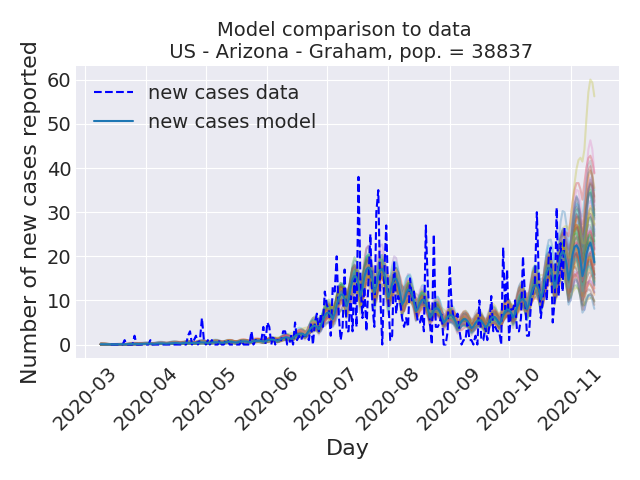 Model comparison to data
US - Arizona - Graham, pop. = 38837
Number of new cases reported
60
50
40
30
20
10
0
new cases data
new cases model
2020-03
2020-04
2020-05
2020-06
2020-07
2020-08
2020-09
2020-10
2020-11
Day